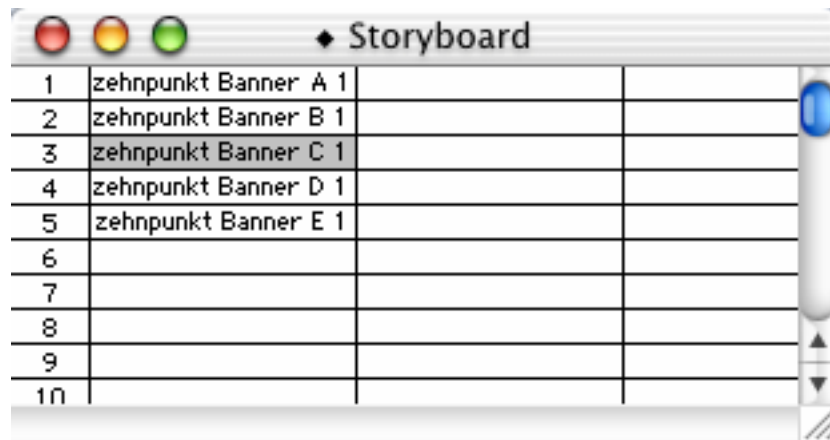 ◆ Storyboard
1 zehnpunkt Banner A 1
2 zehnpunkt Banner B 1
3 zehnpunkt Banner C 1
4 zehnpunkt Banner D 1
5 zehnpunkt Banner E 1
6
7
8
9
10